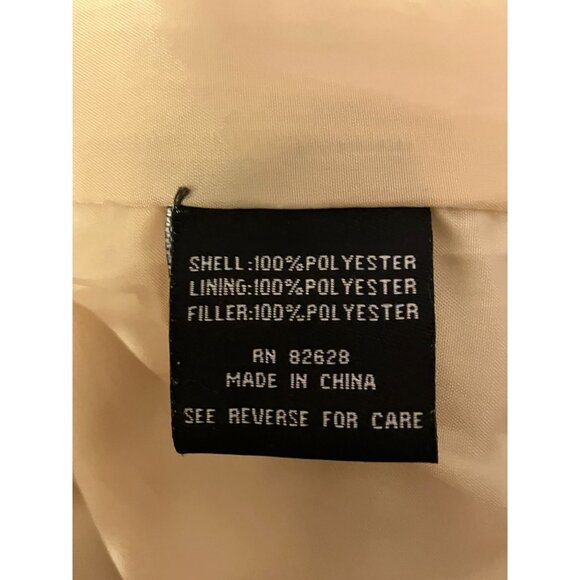 SHELL:100%POLYESTER
LINING:100%POLYESTER
FILLER:100%POLYESTER
RN 82628
MADE IN CHINA
SEE REVERSE FOR CARE